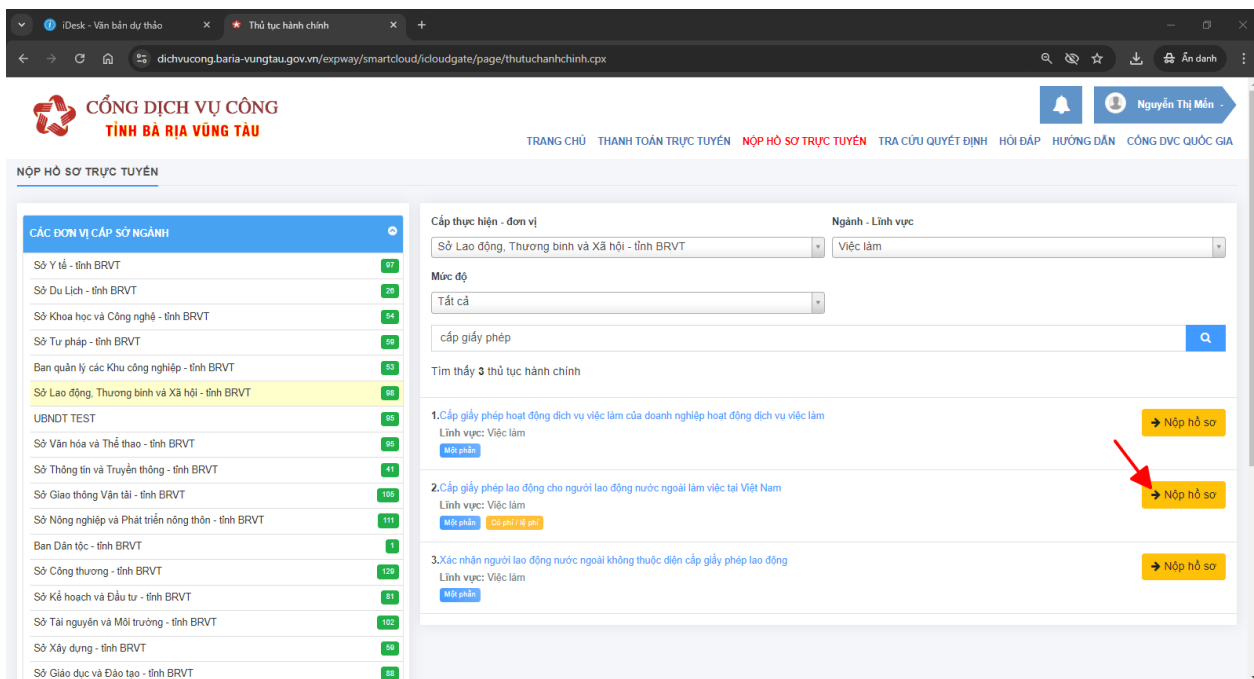 iDesk - Văn bản dự thảo
Thủ tục hành chính
dichvucong.baria-vungtau.gov.vn/expway/smartcloud/icloudgate/page/thutuchanhchinh.cpx
Ẩn danh
CỔNG DỊCH VỤ CÔNG
TỈNH BÀ RỊA VŨNG TÀU
Nguyễn Thị Mến -
TRANG CHỦ THANH TOÁN TRỰC TUYẾN NỘP HỒ SƠ TRỰC TUYẾN TRA CỨU QUYẾT ĐỊNH HỎI ĐÁP HƯỚNG DẪN CỔNG DVC QUỐC GIA
NỘP HỒ SƠ TRỰC TUYẾN
CÁC ĐƠN VỊ CẤP SỞ NGÀNH
Sở Y tế - tỉnh BRVT 97
Sở Du Lịch - tỉnh BRVT 26
Sở Khoa học và Công nghệ - tỉnh BRVT 54
Sở Tư pháp - tỉnh BRVT 59
Ban quản lý các Khu công nghiệp - tỉnh BRVT 53
Sở Lao động, Thương binh và Xã hội - tỉnh BRVT 98
UBNDT TEST 95
Sở Văn hóa và Thể thao - tỉnh BRVT 95
Sở Thông tin và Truyền thông - tỉnh BRVT 41
Sở Giao thông Vận tải - tỉnh BRVT 105
Sở Nông nghiệp và Phát triển nông thôn - tỉnh BRVT 111
Ban Dân tộc - tỉnh BRVT 1
Sở Công thương - tỉnh BRVT 129
Sở Kế hoạch và Đầu tư - tỉnh BRVT 81
Sở Tài nguyên và Môi trường - tỉnh BRVT 102
Sở Xây dựng - tỉnh BRVT 59
Sở Giáo dục và Đào tạo - tỉnh BRVT 88
Cấp thực hiện - đơn vị
Sở Lao động, Thương binh và Xã hội - tỉnh BRVT
Ngành - Lĩnh vực
Việc làm
Mức độ
Tất cả
cấp giấy phép
Tìm thấy 3 thủ tục hành chính
1.Cấp giấy phép hoạt động dịch vụ việc làm của doanh nghiệp hoạt động dịch vụ việc làm
Lĩnh vực: Việc làm
Một phần
Nộp hồ sơ
2.Cấp giấy phép lao động cho người lao động nước ngoài làm việc tại Việt Nam
Lĩnh vực: Việc làm
Một phần Có phí / lệ phí
Nộp hồ sơ
3.Xác nhận người lao động nước ngoài không thuộc diện cấp giấy phép lao động
Lĩnh vực: Việc làm
Một phần
Nộp hồ sơ